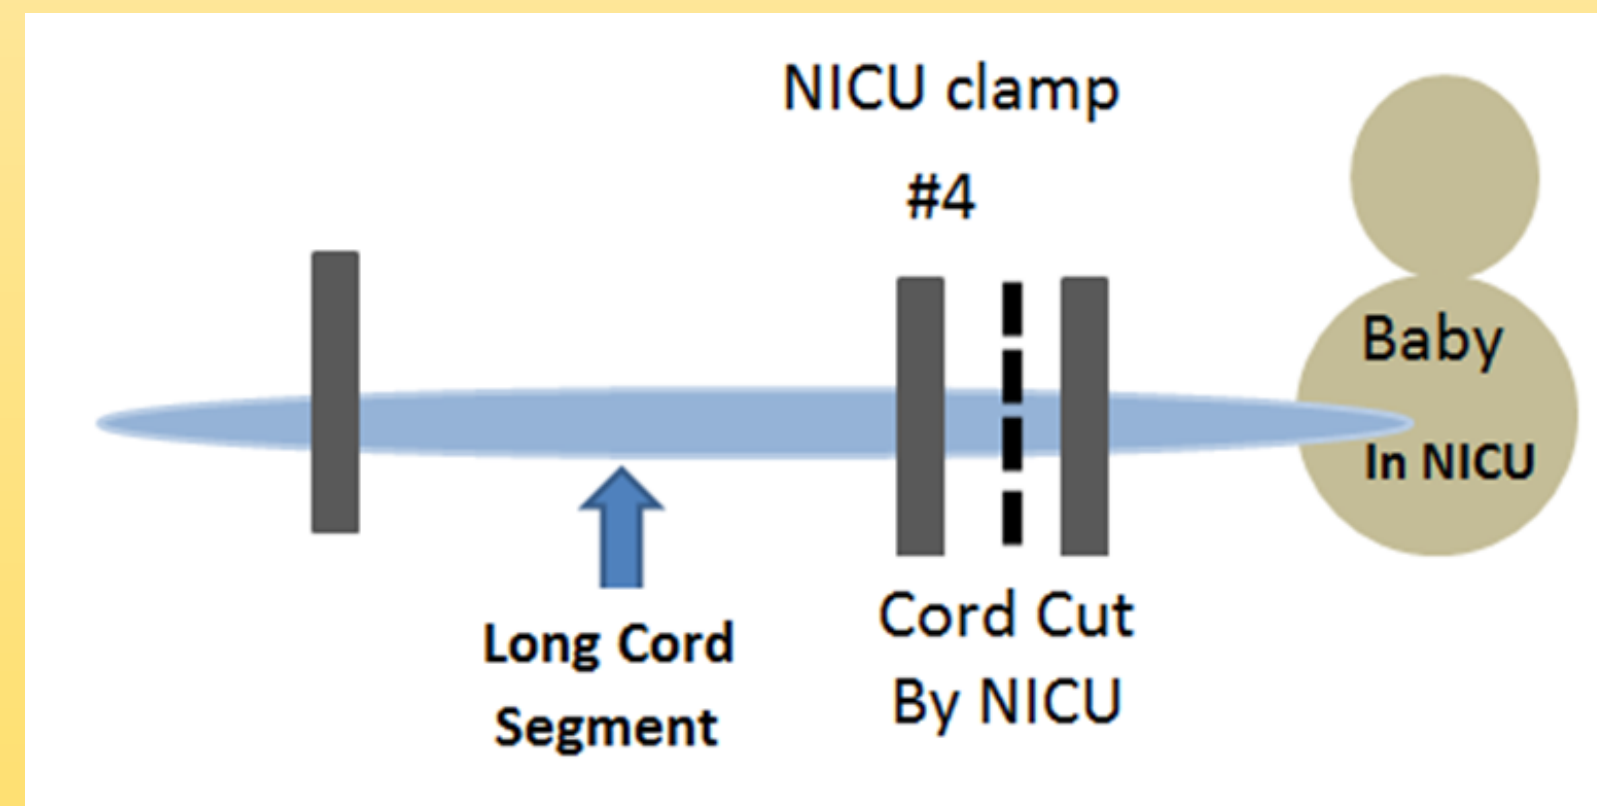 NICU clamp
#4
Baby
In NICU
Long Cord
Segment
Cord Cut
By NICU